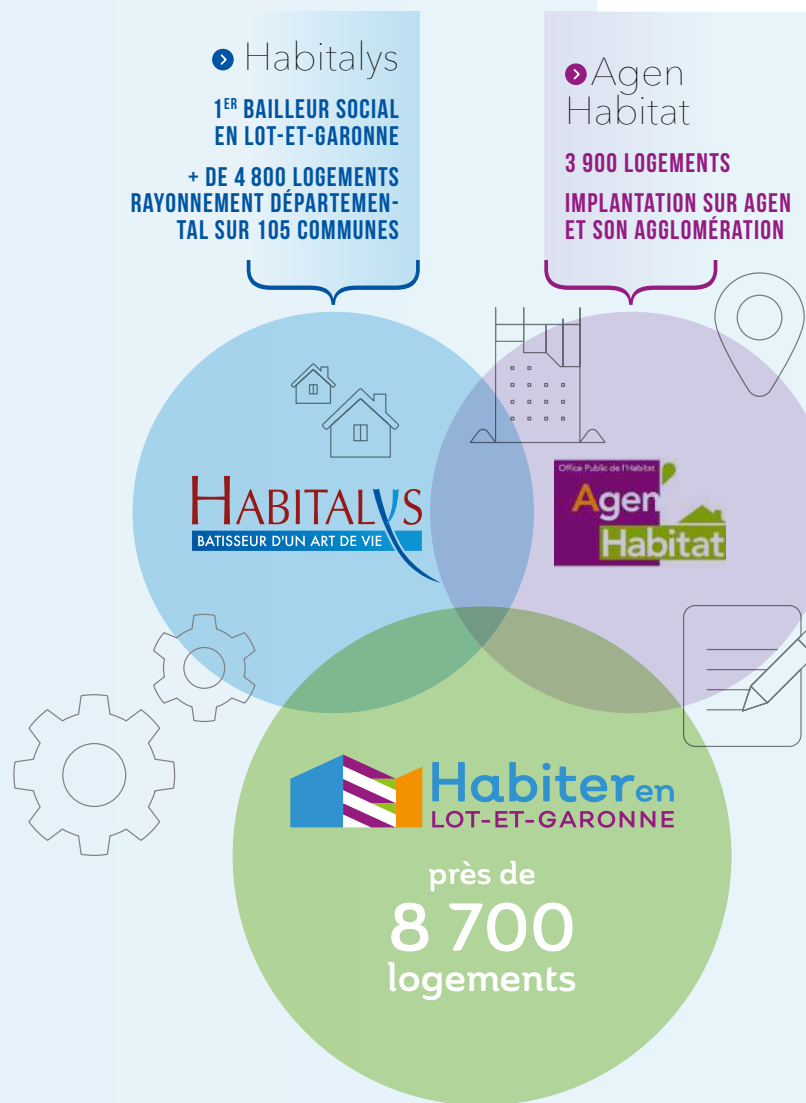 Habitalys
1ER BAILLEUR SOCIAL
EN LOT-ET-GARONNE
+ DE 4 800 LOGEMENTS
RAYONNEMENT DÉPARTEMEN-
TAL SUR 105 COMMUNES
Agen
Habitat
3 900 LOGEMENTS
IMPLANTATION SUR AGEN
ET SON AGGLOMÉRATION
HABITALYS
BATISSEUR D'UN ART DE VIE
Office Public de l'Habitat
Agen
Habitat
Habiter en
LOT-ET-GARONNE
près de
8 700
logements